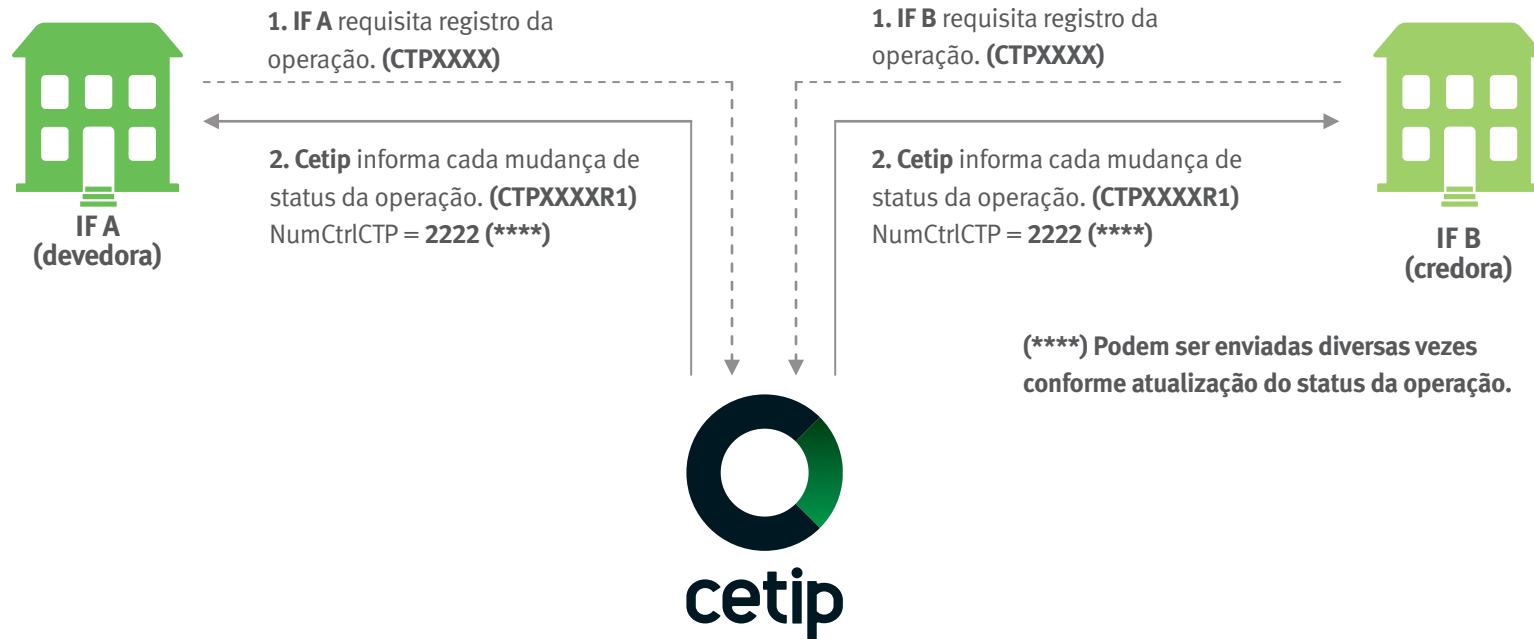 1. IF A requisita registro da
operação. (CTPXXXX)
2. Cetip informa cada mudança de
status da operação. (CTPXXXXR1)
NumCtrlCTP = 2222 (****)
IF A
(devedora)
1. IF B requisita registro da
operação. (CTPXXXX)
2. Cetip informa cada mudança de
status da operação. (CTPXXXXR1)
NumCtrlCTP = 2222 (****)
IF B
(credora)
(****) Podem ser enviadas diversas vezes
conforme atualização do status da operação.
cetip